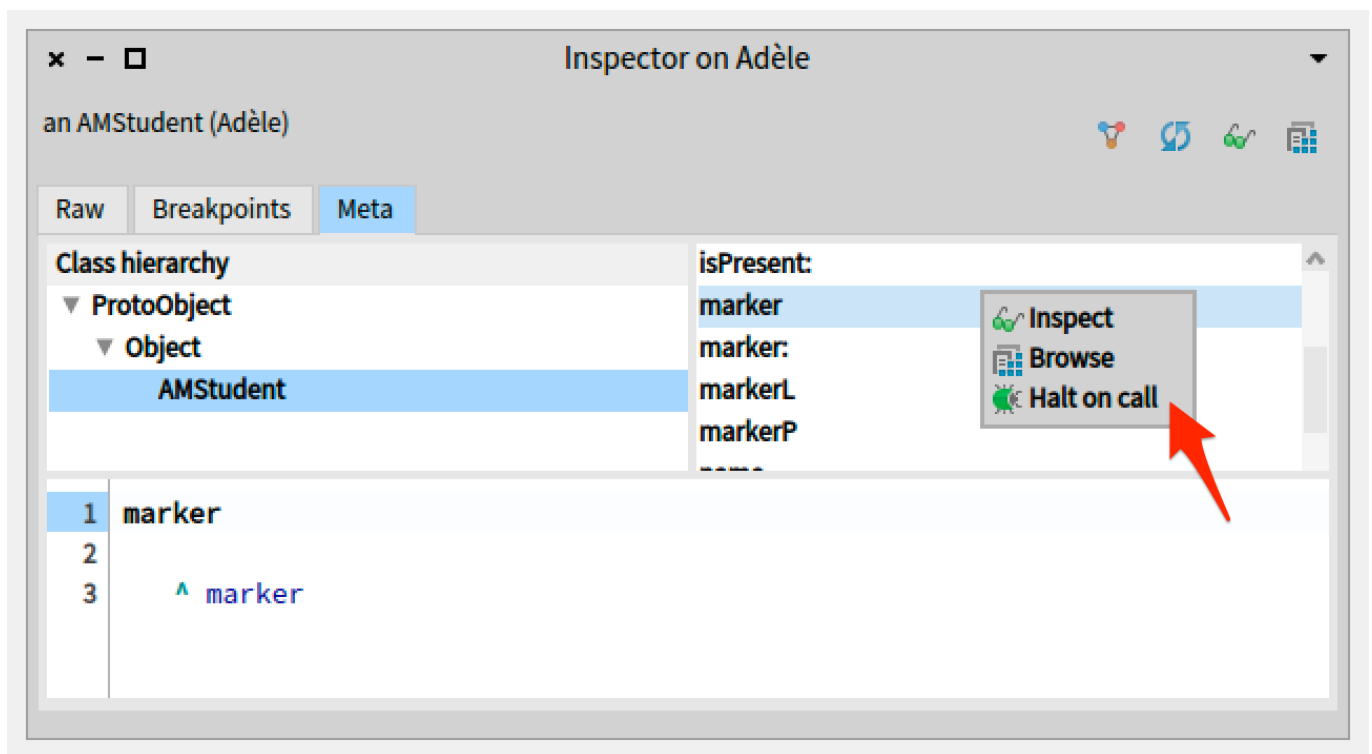 Inspector on Adèle
an AMStudent (Adèle)
Raw Breakpoints Meta
Class hierarchy
ProtoObject
Object
AMStudent
isPresent:
marker
marker:
markerL
markerP
Inspect
Browse
Halt on call
1 marker
2
3 ^ marker